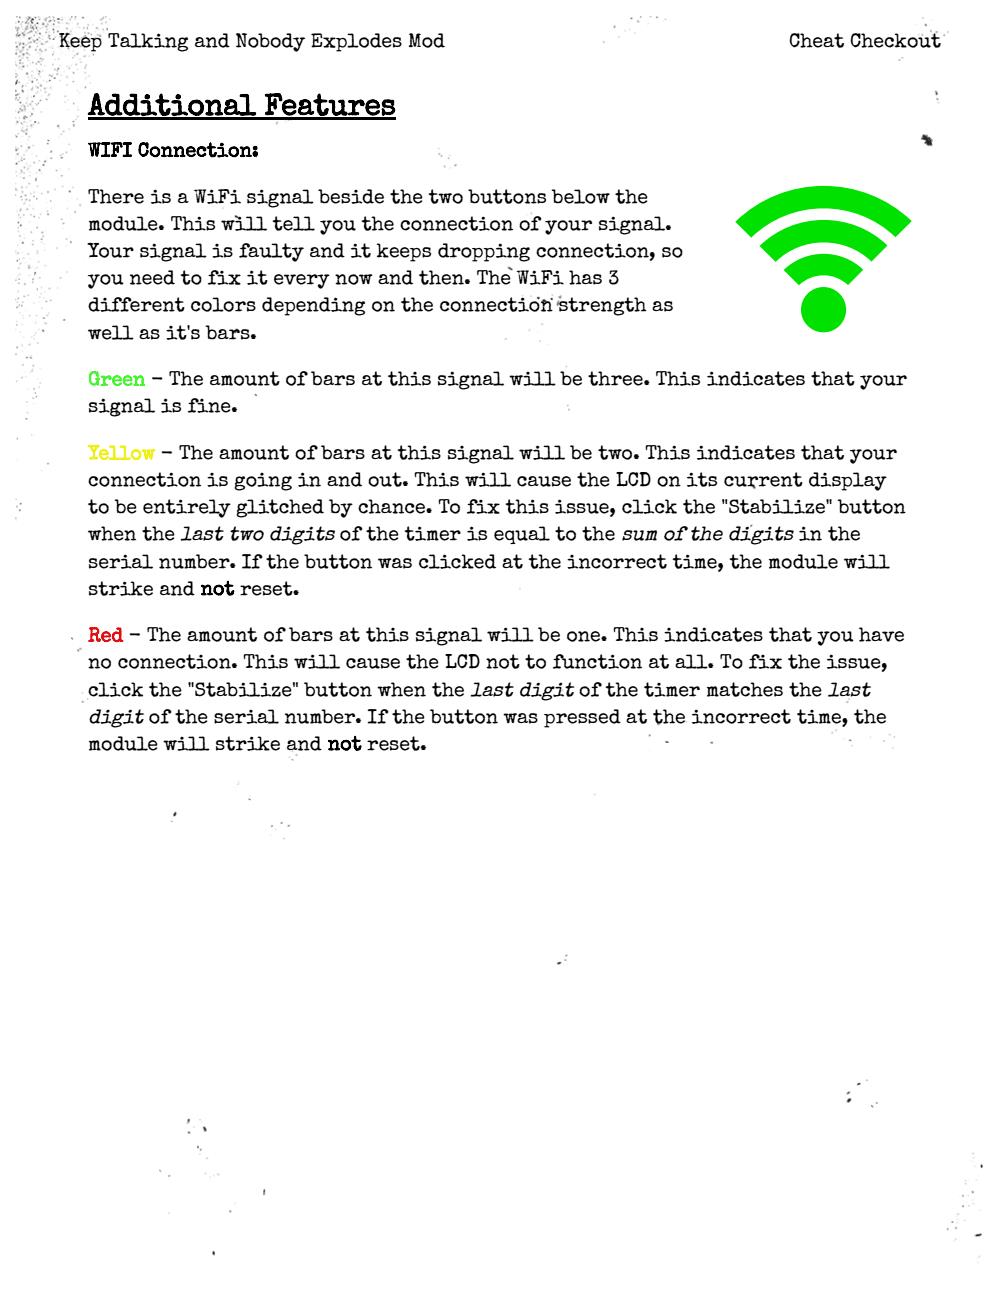 Keep Talking and Nobody Explodes Mod
Cheat Checkout
Additional Features
WIFI Connection:
There is a WiFi signal beside the two buttons below the
module. This will tell you the connection of your signal.
Your signal is faulty and it keeps dropping connection, so
you need to fix it every now and then. The WiFi has 3
different colors depending on the connection strength as
well as it's bars.
Green - The amount of bars at this signal will be three. This indicates that your
signal is fine.
Yellow - The amount of bars at this signal will be two. This indicates that your
connection is going in and out. This will cause the LCD on its current display
to be entirely glitched by chance. To fix this issue, click the "Stabilize" button
when the last two digits of the timer is equal to the sum of the digits in the
serial number. If the button was clicked at the incorrect time, the module will
strike and not reset.
Red - The amount of bars at this signal will be one. This indicates that you have
no connection. This will cause the LCD not to function at all. To fix the issue,
click the "Stabilize" button when the last digit of the timer matches the last
digit of the serial number. If the button was pressed at the incorrect time, the
module will strike and not reset.